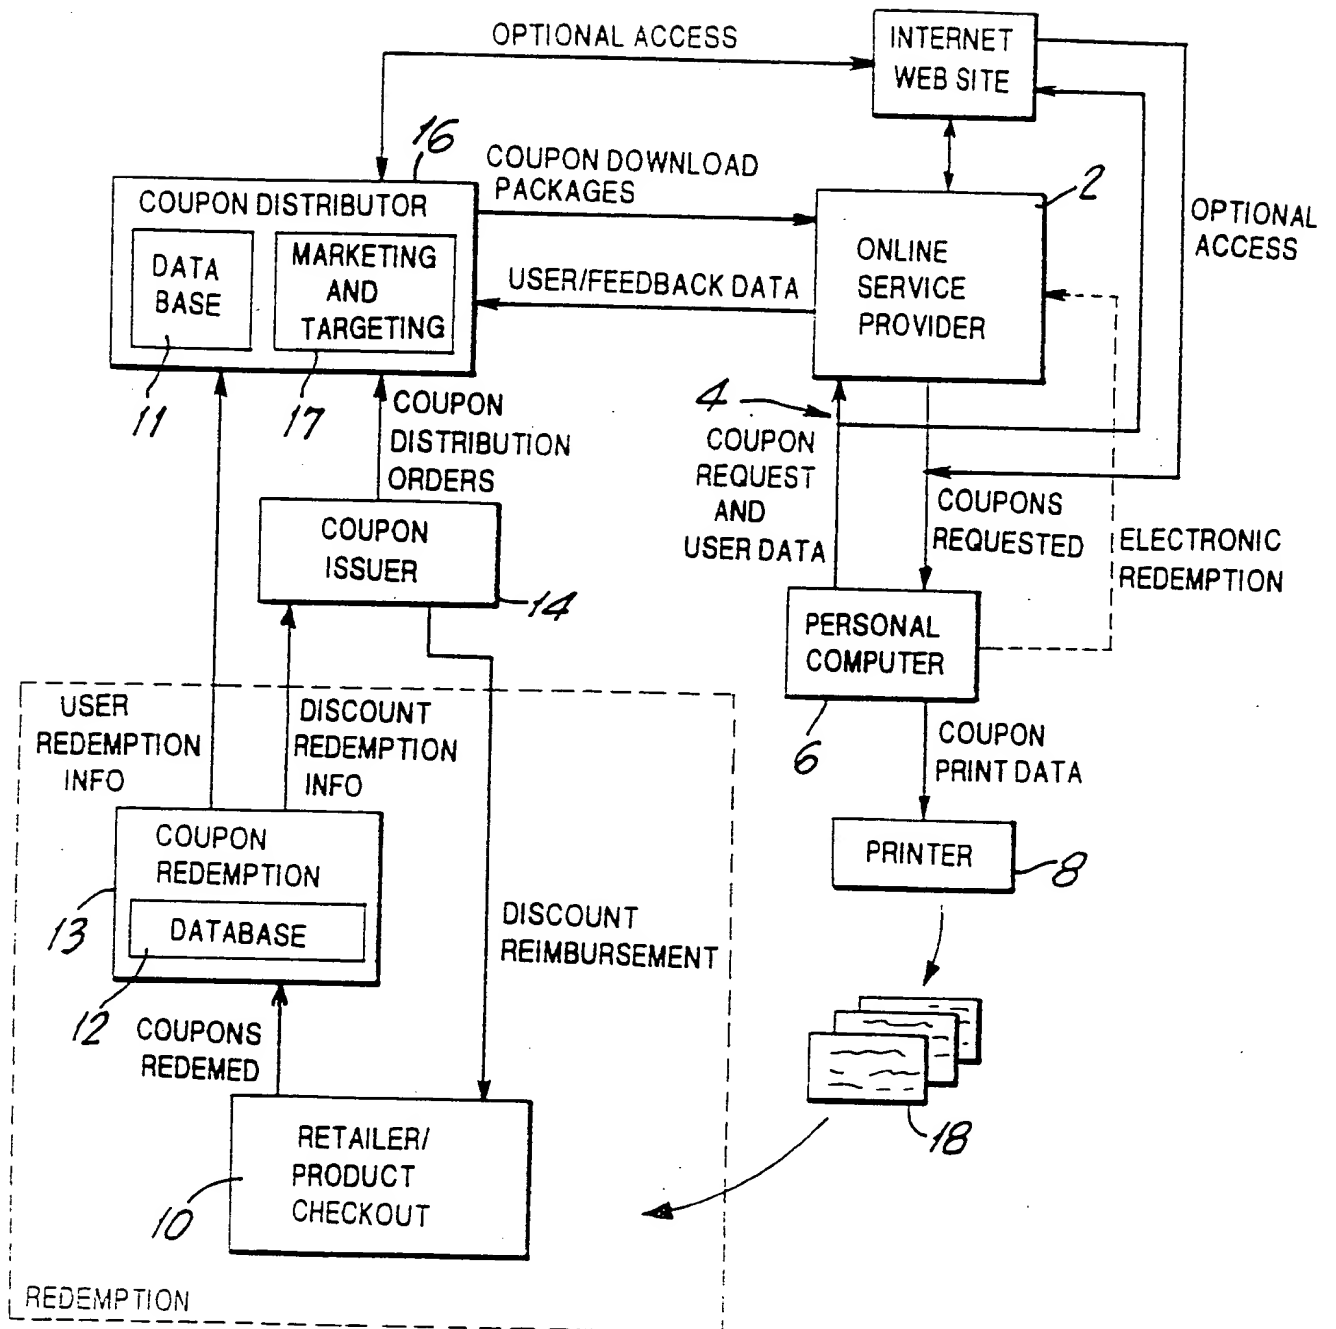 OPTIONAL ACCESS
INTERNET
WEB SITE
16
COUPON DOWNLOAD
PACKAGES
2
OPTIONAL
ACCESS
COUPON DISTRIBUTOR
DATA
BASE
MARKETING
AND
TARGETING
USER/FEEDBACK DATA
ONLINE
SERVICE
PROVIDER
11
17
COUPON
DISTRIBUTION
ORDERS
4
COUPON
REQUEST
AND
USER DATA
COUPONS
REQUESTED
ELECTRONIC
REDEMPTION
COUPON
ISSUER
14
PERSONAL
COMPUTER
6
USER
REDEMPTION
INFO
DISCOUNT
REDEMPTION
INFO
COUPON
PRINT DATA
COUPON
REDEMPTION
DATABASE
13
12
PRINTER
8
DISCOUNT
REIMBURSEMENT
COUPONS
REDEMED
18
RETAILER/
PRODUCT
CHECKOUT
10
REDEMPTION